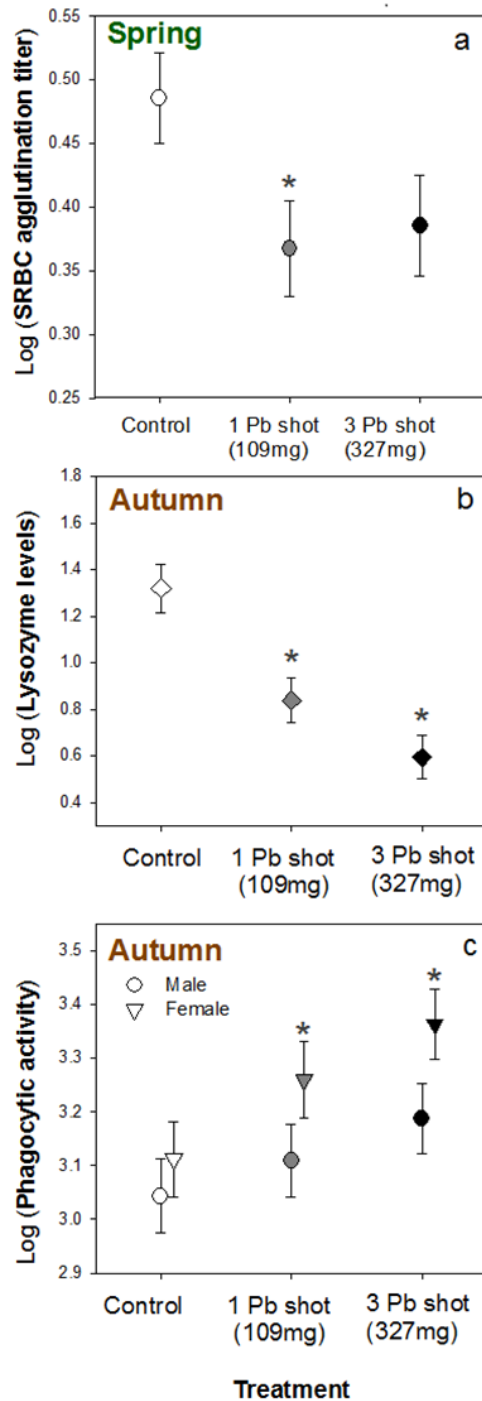 Spring
a
0.55
0.50
0.45
0.40
0.35
0.30
0.25
Log (SRBC agglutination titer)
*
Control
1 Pb shot
(109mg)
3 Pb shot
(327mg)
Autumn
b
1.8
1.6
1.4
1.2
1.0
0.8
0.6
0.4
Log (Lysozyme levels)
*
*
Control
1 Pb shot
(109mg)
3 Pb shot
(327mg)
Autumn
c
Male
Female
3.5
3.4
3.3
3.2
3.1
3.0
2.9
Log (Phagocytic activity)
*
*
Control
1 Pb shot
(109mg)
3 Pb shot
(327mg)
Treatment